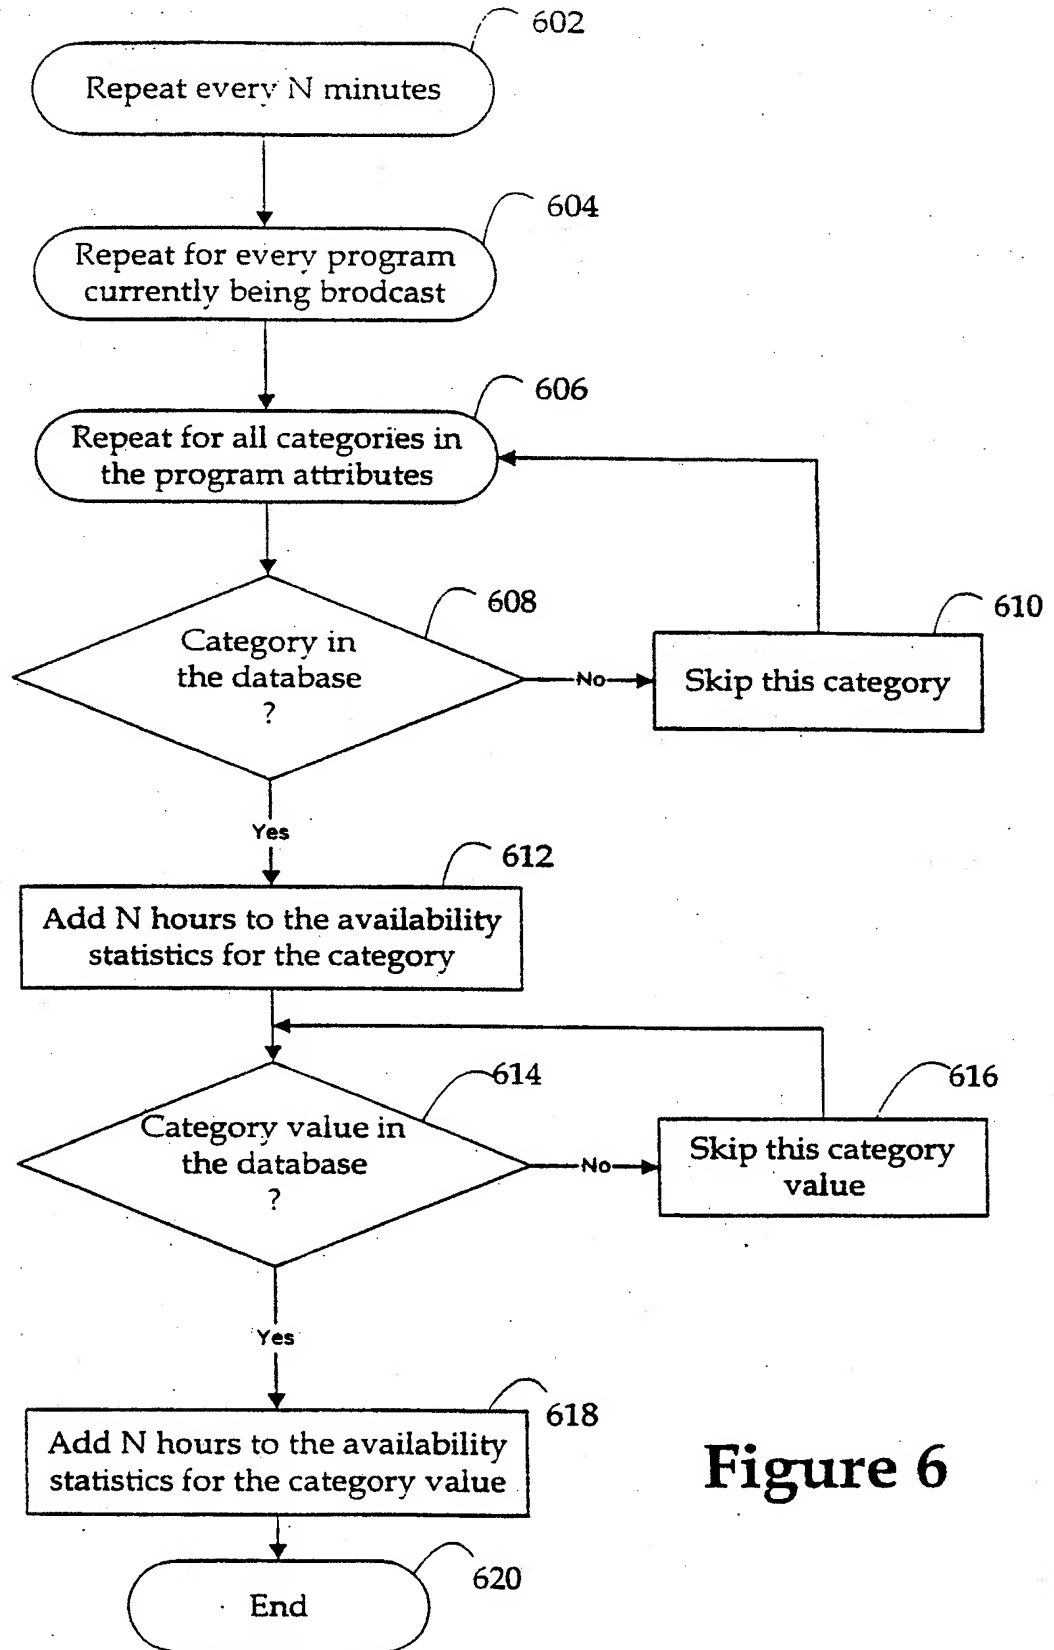 602
Repeat every N minutes
604
Repeat for every program
currently being brodcast
606
Repeat for all categories in
the program attributes
608
Category in
the database
?
No
610
Skip this category
Yes
612
Add N hours to the availability
statistics for the category
614
Category value in
the database
?
No
616
Skip this category
value
Yes
618
Add N hours to the availability
statistics for the category value
Figure 6
620
End